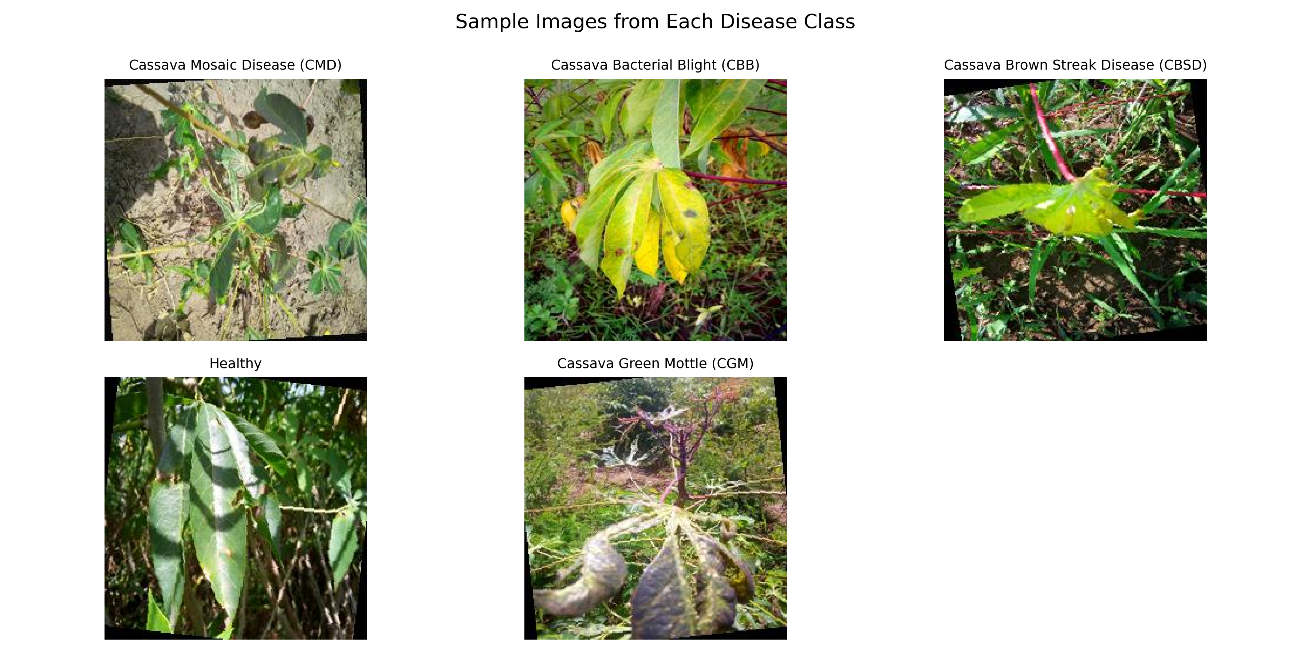 Sample Images from Each Disease Class
Cassava Mosaic Disease (CMD)
Cassava Bacterial Blight (CBB)
Cassava Brown Streak Disease (CBSD)
Healthy
Cassava Green Mottle (CGM)